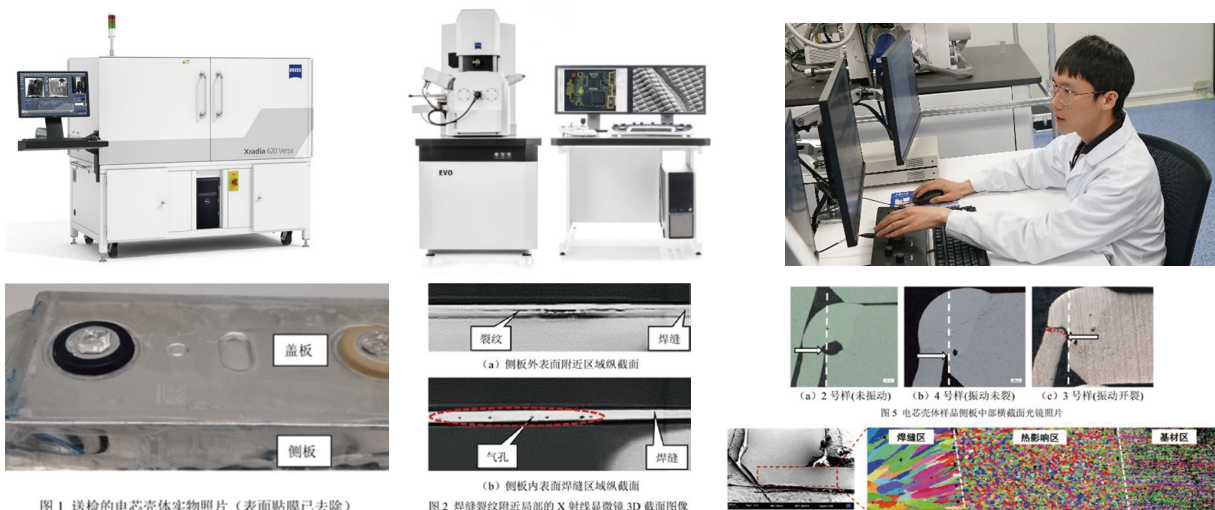 ZEISS
Xradia 620 Versa
EVO
盖板
侧板
图 1 送检的电芯壳体实物照片（表面贴膜已去除）
裂纹
焊缝
（a）侧板外表面附近区域纵截面
气孔
焊缝
（b）侧板内表面焊缝区域纵截面
图 2 焊缝裂纹附近局部的 X 射线显微镜 3D 截面图像
（a）2 号样(振动未振动)
（b）4 号样(振动未裂)
（c）3 号样(振动开裂)
图 5 电芯壳体样品侧板中部横截面光镜照片
焊缝区
热影响区
基材区